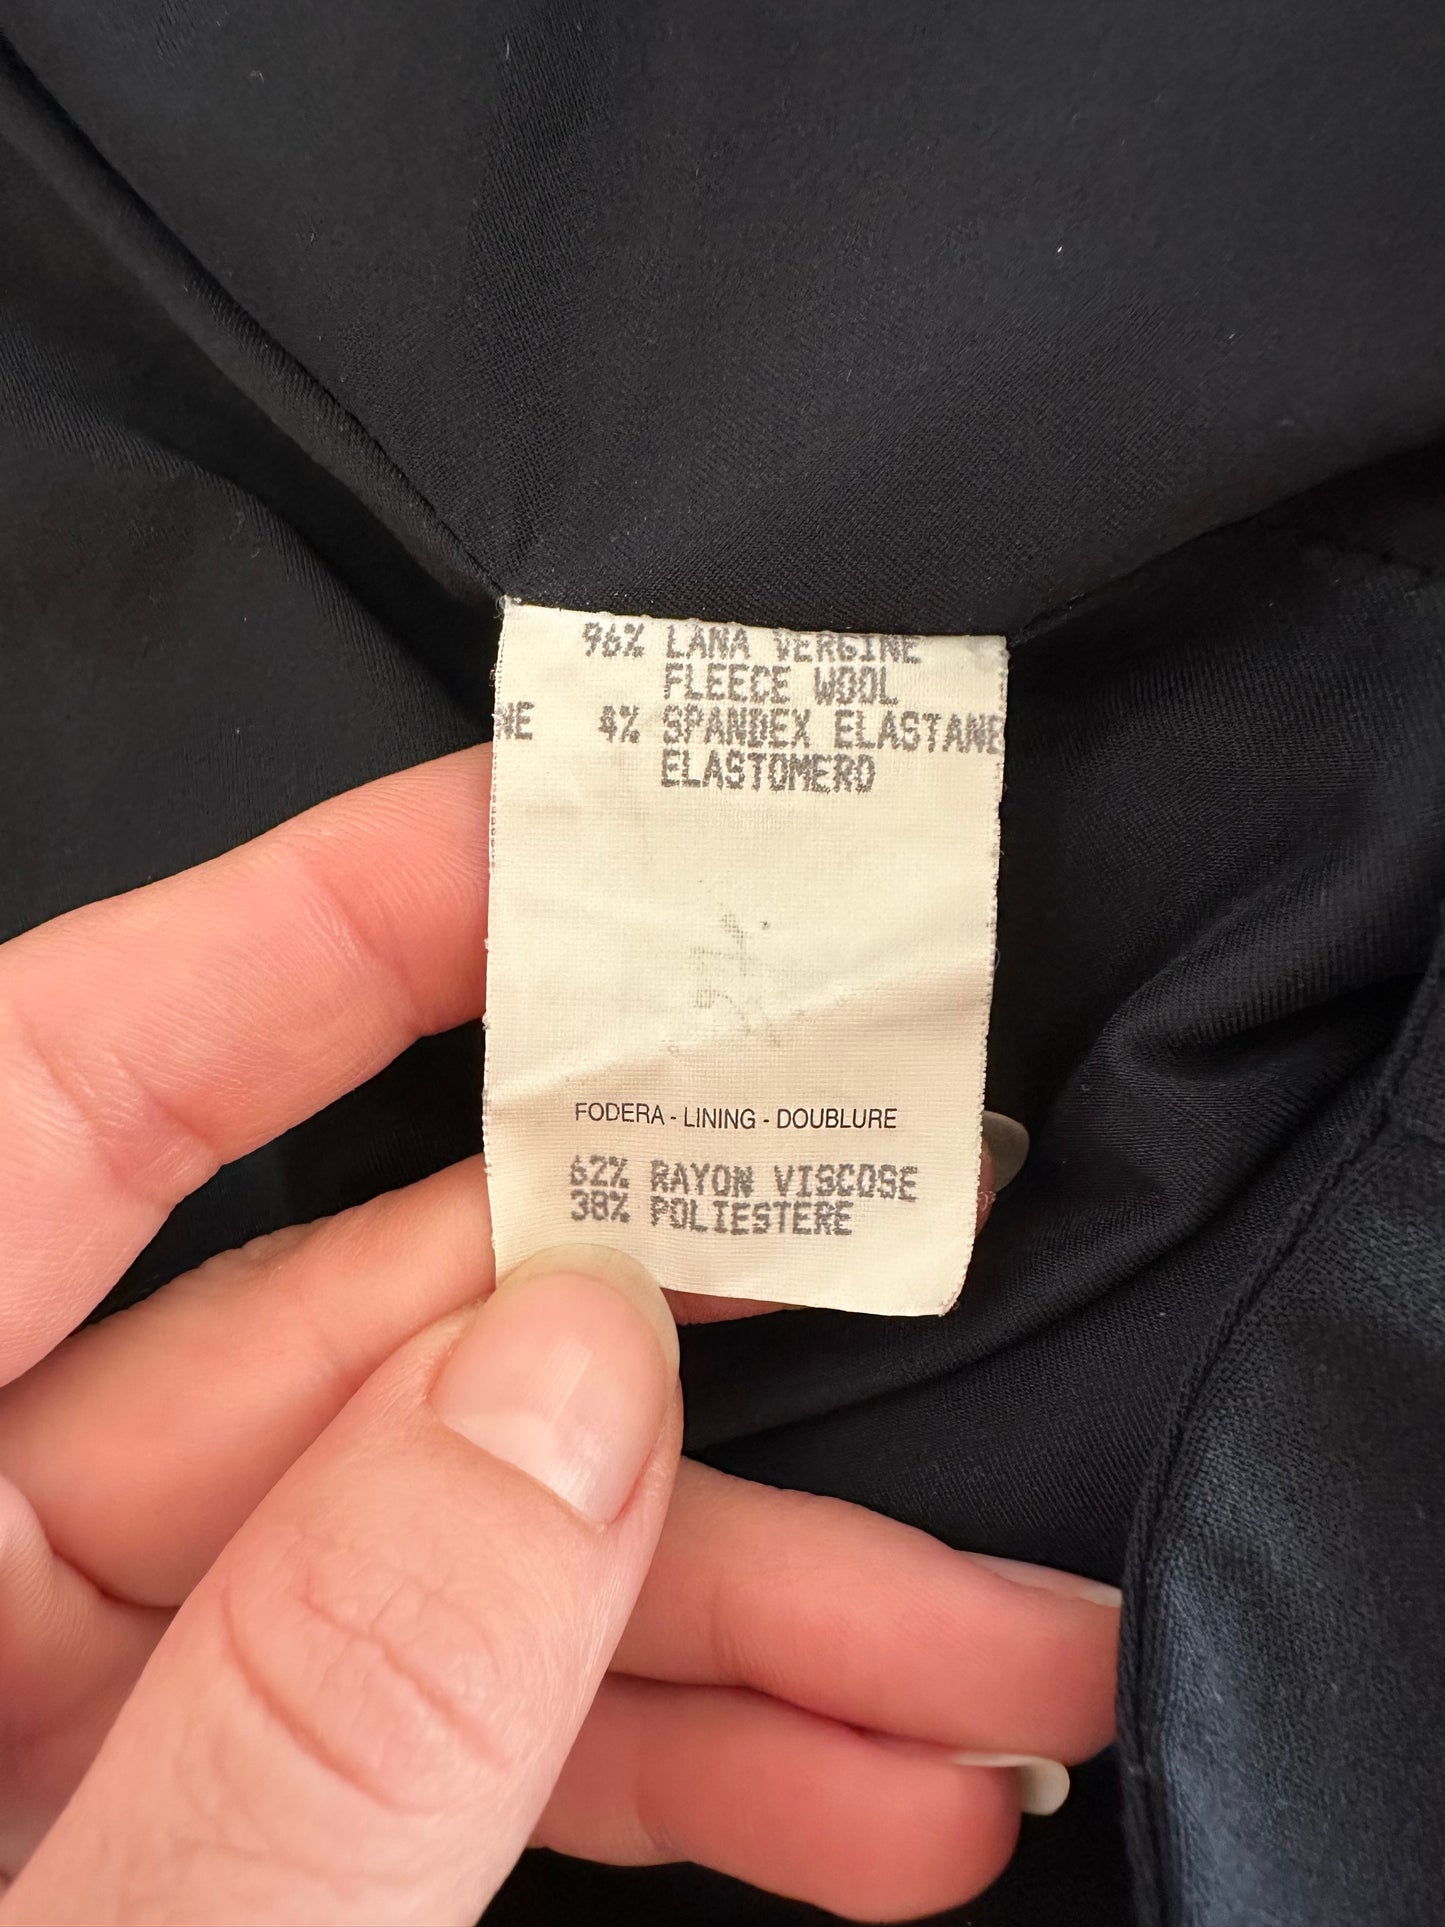 96% LANA VERGINE
FLEECE WOOL
NE 4% SPANDEX ELASTANE
ELASTOMERO
FODERA - LINING - DOUBLURE
62% RAYON VISCOSE
38% POLIESTERE